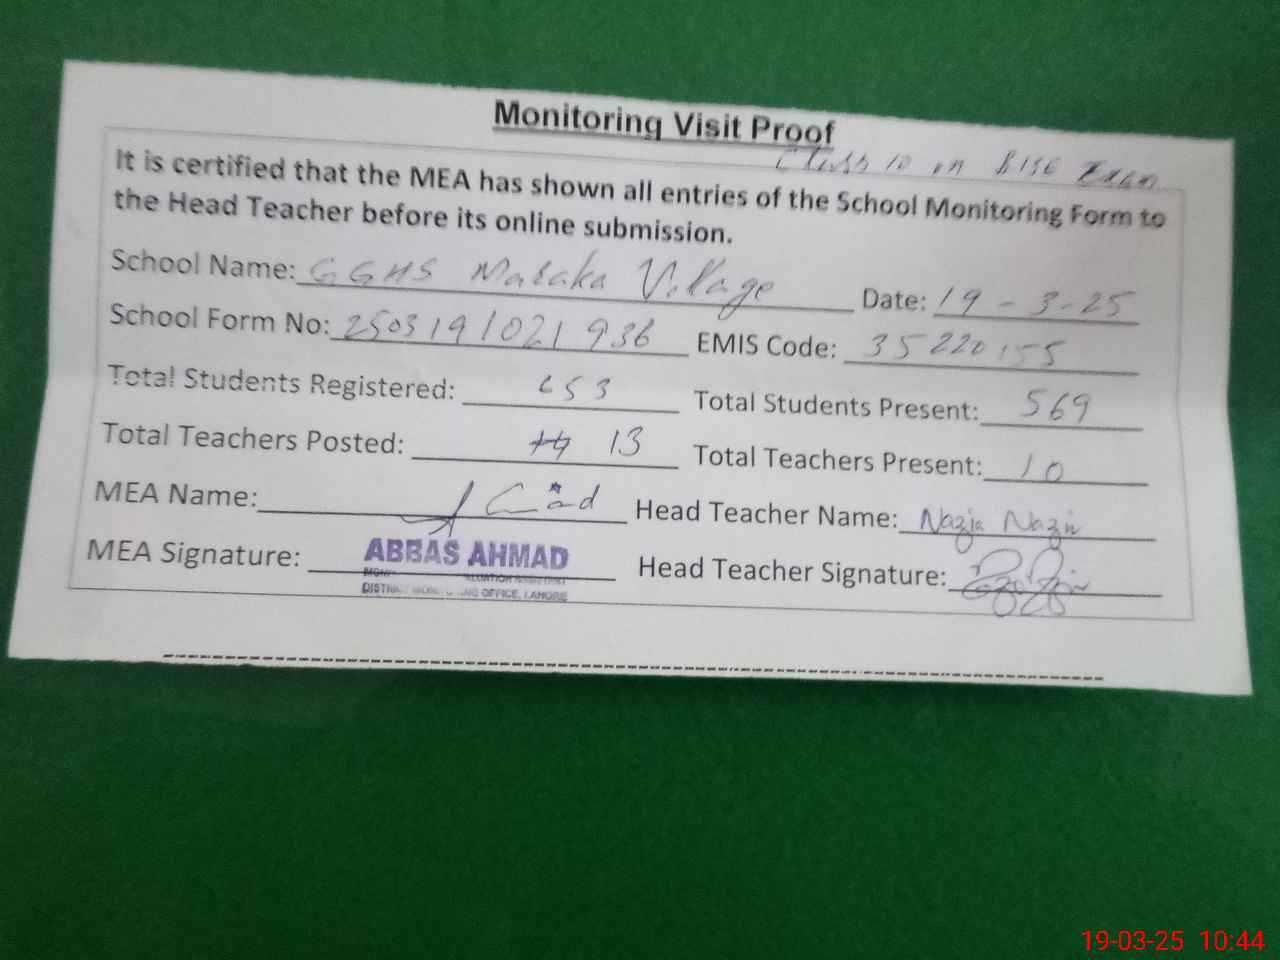 Monitoring Visit Proof
Class 10 on BISE Exam
It is certified that the MEA has shown all entries of the School Monitoring Form to
the Head Teacher before its online submission.
School Name: GGHS Maraka Village Date: 19-3-25
School Form No: 2503191021936 EMIS Code: 35220155
Total Students Registered: 653 Total Students Present: 569
Total Teachers Posted: 13 Total Teachers Present: 10
MEA Name: Head Teacher Name: Nazia Nazir
MEA Signature: ABBAS AHMAD Head Teacher Signature:
DISTRICT MONITORING OFFICE, LAHORE
19-03-25 10:44